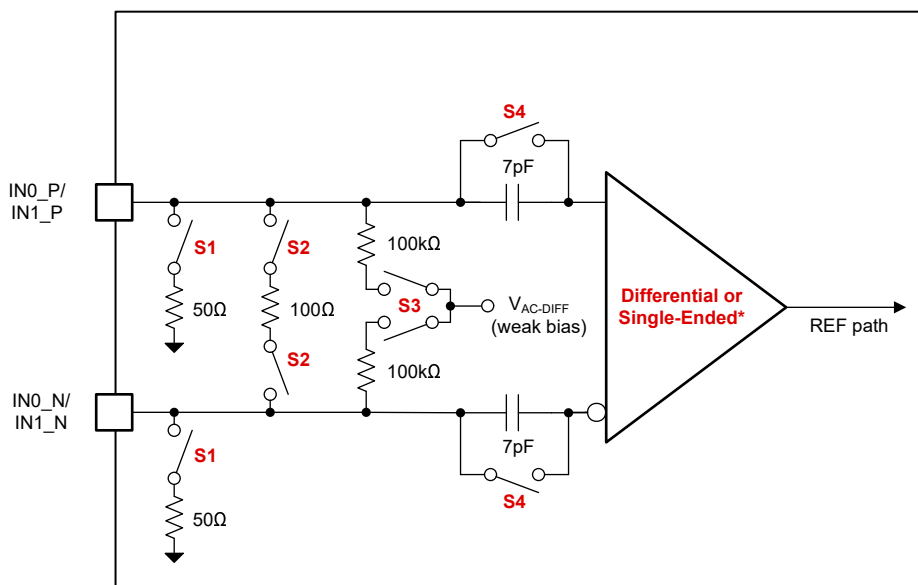 S4
7pF
IN0_P/
IN1_P
S1
S2
100kΩ
50Ω
100Ω
S3
V_AC-DIFF
(weak bias)
Differential or
Single-Ended*
REF path
S2
100kΩ
IN0_N/
IN1_N
S1
7pF
50Ω
S4